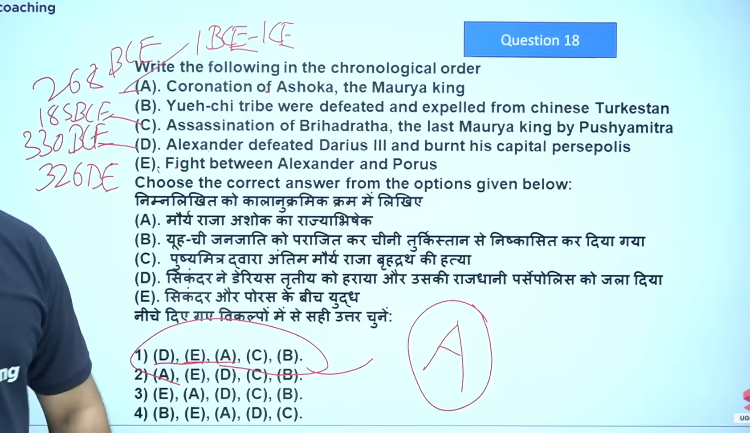 coaching
1BCE-1CE
Question 18
268 BCE
Write the following in the chronological order
(A). Coronation of Ashoka, the Maurya king
185BCE
(B). Yueh-chi tribe were defeated and expelled from chinese Turkestan
(C). Assassination of Brihadratha, the last Maurya king by Pushyamitra
330 BCE
(D). Alexander defeated Darius III and burnt his capital persepolis
(E). Fight between Alexander and Porus
326
Choose the correct answer from the options given below:
निम्नलिखित को कालानुक्रमिक क्रम में लिखिए
(A). मौर्य राजा अशोक का राज्याभिषेक
(B). यूह-ची जनजाति को पराजित कर चीनी तुर्किस्तान से निष्कासित कर दिया गया
(C). पुष्यमित्र द्वारा अंतिम मौर्य राजा बृहद्रथ की हत्या
(D). सिकंदर ने डेरियस तृतीय को हराया और उसकी राजधानी पर्सेपोलिस को जला दिया
(E). सिकंदर और पोरस के बीच युद्ध
नीचे दिए गए विकल्पों में से सही उत्तर चुनें:
1) (D), (E), (A), (C), (B).
2) (A), (E), (D), (C), (B).
3) (E), (A), (D), (C), (B).
4) (B), (E), (A), (D), (C).
A
ng